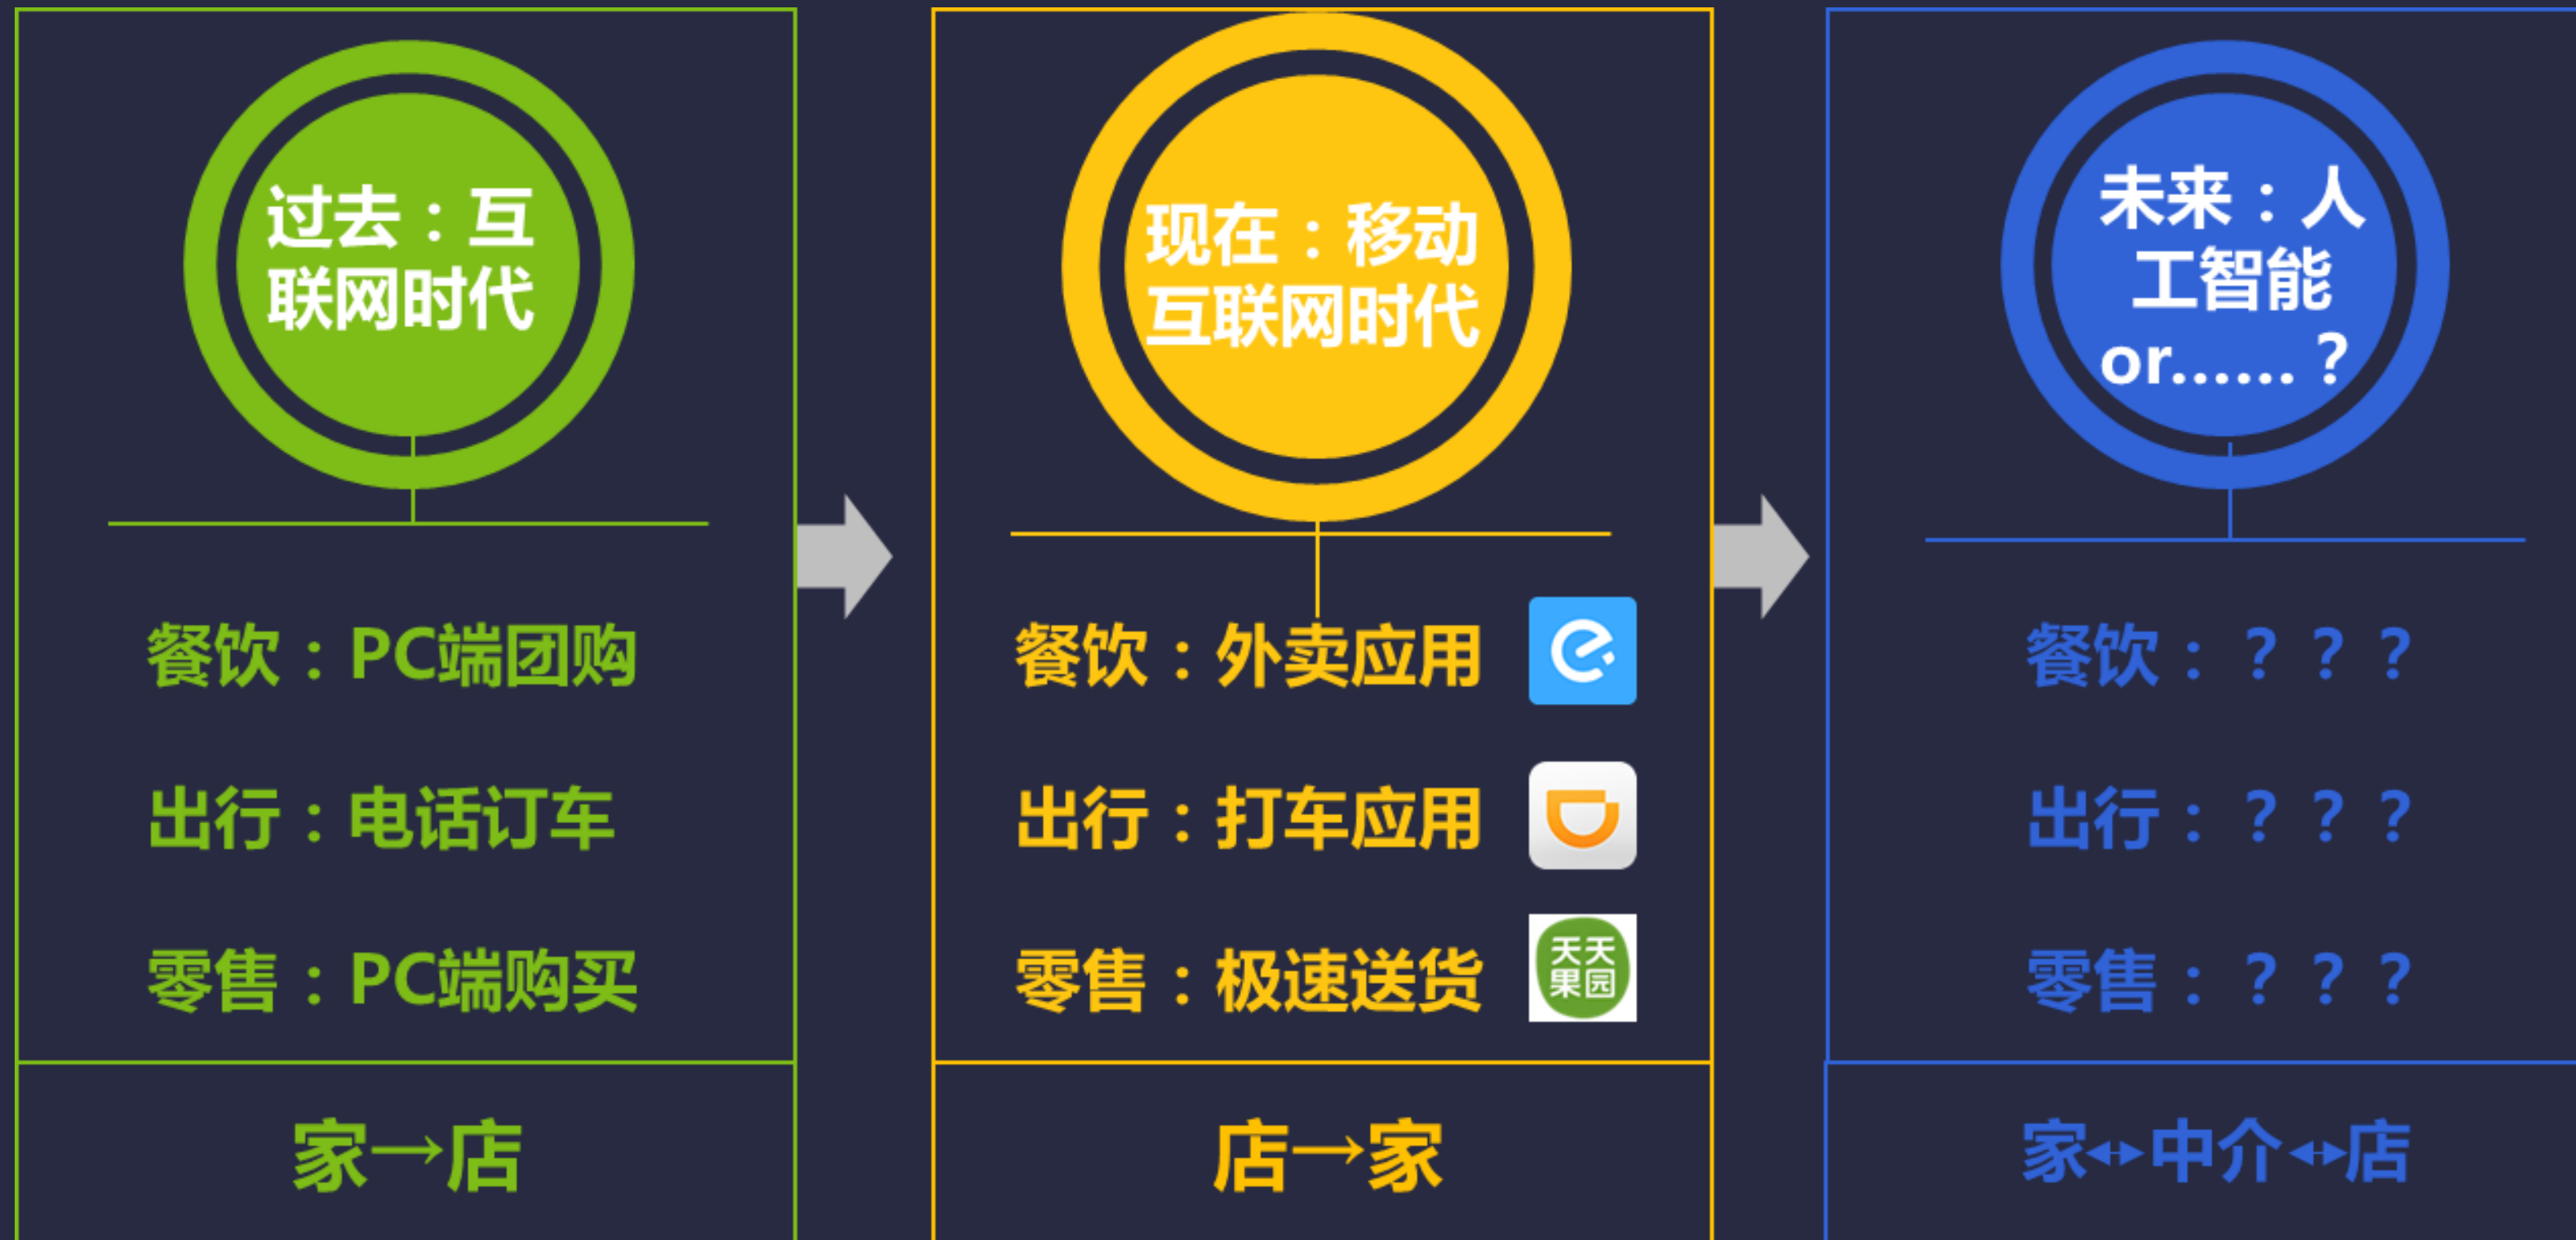 过去：互
联网时代
餐饮：PC端团购
出行：电话订车
零售：PC端购买
家→店
现在：移动
互联网时代
餐饮：外卖应用
出行：打车应用
零售：极速送货
天天
果园
店→家
未来：人
工智能
or……？
餐饮：？？？
出行：？？？
零售：？？？
家↔中介↔店